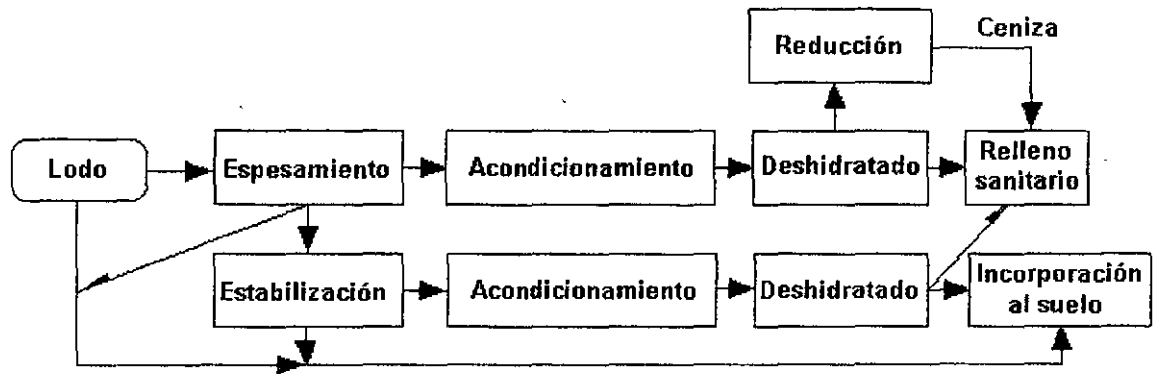 Reducción
Ceniza
Lodo
Espesamiento
Acondicionamiento
Deshidratado
Relleno
sanitario
Estabilización
Acondicionamiento
Deshidratado
Incorporación
al suelo